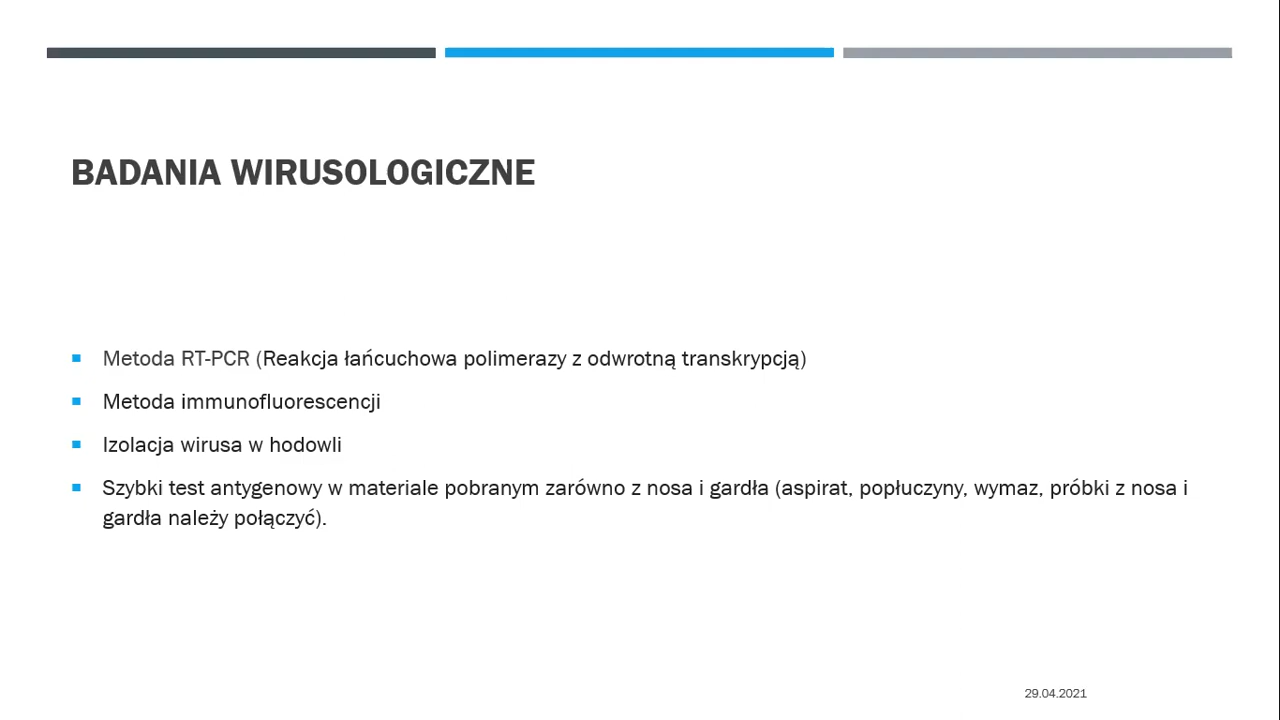 BADANIA WIRUSOLOGICZNE
Metoda RT-PCR (Reakcja łańcuchowa polimerazy z odwrotną transkrypcją)
Metoda immunofluorescencji
Izolacja wirusa w hodowli
Szybki test antygenowy w materiale pobranym zarówno z nosa i gardła (aspirat, popłuczyny, wymaz, próbki z nosa i
gardła należy połączyć).
29.04.2021